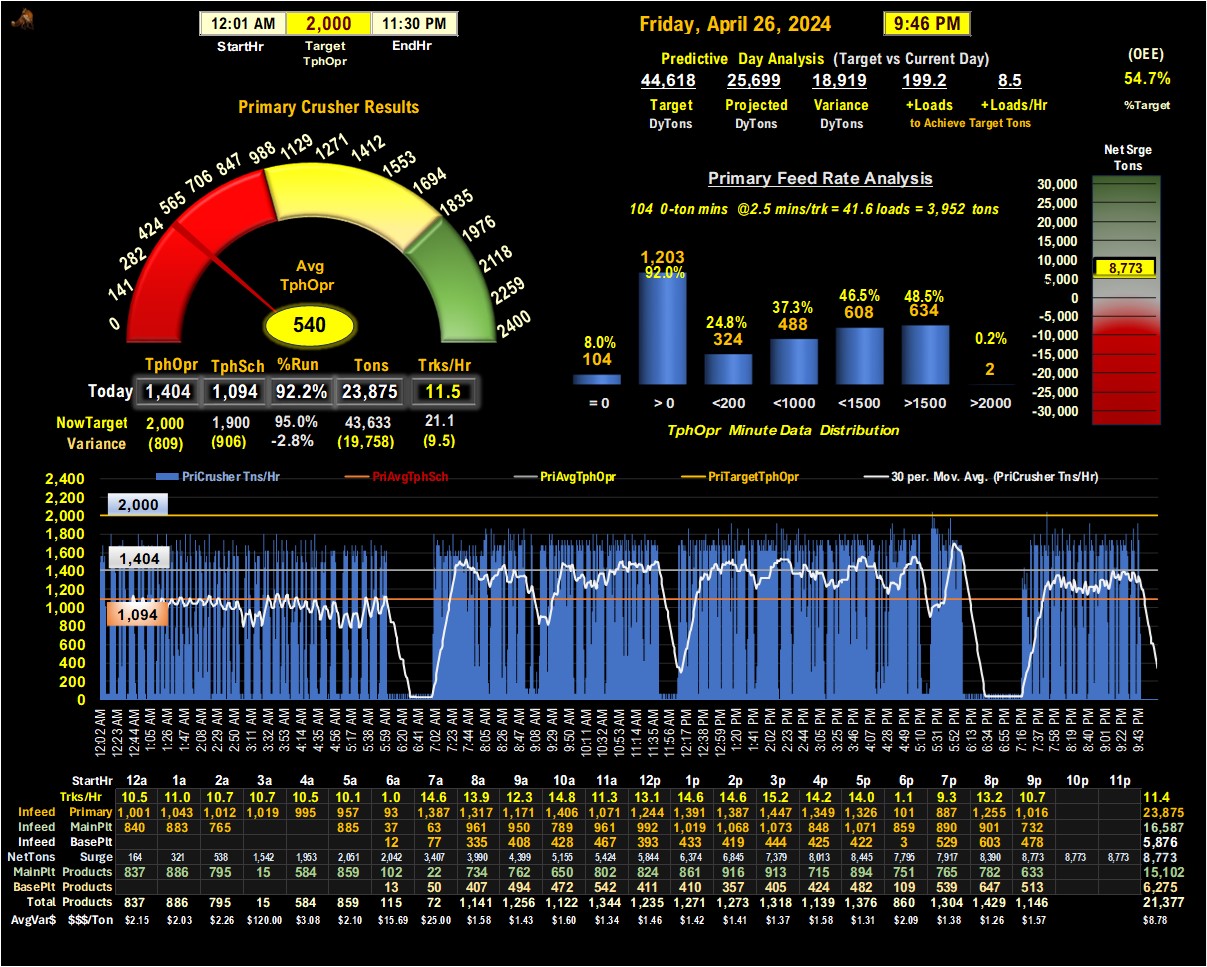 12:01 AM 2,000 11:30 PM
StartHr Target TphOpr EndHr
Friday, April 26, 2024 9:46 PM
Predictive Day Analysis (Target vs Current Day)
44,618 25,699 18,919 199.2 8.5
Target Projected Variance +Loads +Loads/Hr
DyTons DyTons DyTons to Achieve Target Tons
(OEE)
54.7%
%Target
Primary Crusher Results
0 141 282 424 565 706 847 988 1129 1271 1412 1553 1694 1835 1976 2118 2259 2400
Avg
TphOpr
540
TphOpr TphSch %Run Tons Trks/Hr
Today 1,404 1,094 92.2% 23,875 11.5
NowTarget 2,000 1,900 95.0% 43,633 21.1
Variance (809) (906) -2.8% (19,758) (9.5)
Primary Feed Rate Analysis
104 0-ton mins @2.5 mins/trk = 41.6 loads = 3,952 tons
8.0% 92.0% 24.8% 37.3% 46.5% 48.5% 0.2%
104 1,203 324 488 608 634 2
= 0 > 0 <200 <1000 <1500 >1500 >2000
TphOpr Minute Data Distribution
Net Srge
Tons
30,000
25,000
20,000
15,000
10,000
8,773
5,000
0
-5,000
-10,000
-15,000
-20,000
-25,000
-30,000
PriCrusher Tns/Hr PriAvgTphSch PriAvgTphOpr PriTargetTphOpr 30 per. Mov. Avg. (PriCrusher Tns/Hr)
2,400
2,200
2,000
1,800
1,600
1,400
1,200
1,000
800
600
400
200
0
2,000
1,404
1,094
12:02 AM 12:23 AM 12:44 AM 1:05 AM 1:26 AM 1:47 AM 2:08 AM 2:29 AM 2:50 AM 3:11 AM 3:32 AM 3:53 AM 4:14 AM 4:35 AM 4:56 AM 5:17 AM 5:38 AM 5:59 AM 6:20 AM 6:41 AM 7:02 AM 7:23 AM 7:44 AM 8:05 AM 8:26 AM 8:47 AM 9:08 AM 9:29 AM 9:50 AM 10:11 AM 10:32 AM 10:53 AM 11:14 AM 11:35 AM 11:56 AM 12:17 PM 12:38 PM 12:59 PM 1:20 PM 1:41 PM 2:02 PM 2:23 PM 2:44 PM 3:05 PM 3:25 PM 3:46 PM 4:07 PM 4:28 PM 4:49 PM 5:10 PM 5:31 PM 5:52 PM 6:13 PM 6:34 PM 6:55 PM 7:16 PM 7:37 PM 7:58 PM 8:19 PM 8:40 PM 9:01 PM 9:22 PM 9:43 PM
StartHr 12a 1a 2a 3a 4a 5a 6a 7a 8a 9a 10a 11a 12p 1p 2p 3p 4p 5p 6p 7p 8p 9p 10p 11p
Trks/Hr 10.5 11.0 10.7 10.7 10.5 10.1 1.0 14.6 13.9 12.3 14.8 11.3 13.1 14.6 14.6 15.2 14.2 14.0 1.1 9.3 13.2 10.7 11.4
Infeed Primary 1,001 1,043 1,012 1,019 995 957 93 1,387 1,317 1,171 1,406 1,071 1,244 1,391 1,387 1,447 1,349 1,326 101 887 1,255 1,016 23,875
Infeed MainPlt 840 883 765 885 37 63 961 950 789 961 992 1,019 1,068 1,073 848 1,071 859 890 901 732 16,587
Infeed BasePlt 12 77 335 408 428 467 393 433 419 444 425 422 3 529 603 478 5,876
NetTons Surge 164 321 538 1,542 1,953 2,051 2,042 3,407 3,990 4,399 5,155 5,424 5,844 6,374 6,845 7,379 8,013 8,445 7,795 7,917 8,390 8,773 8,773 8,773 8,773
MainPlt Products 837 886 795 15 584 859 102 22 734 762 650 802 824 861 916 913 715 894 751 765 782 633 15,102
BasePlt Products 13 50 407 494 472 542 411 410 357 405 424 482 109 539 647 513 6,275
Total Products 837 886 795 15 584 859 115 72 1,141 1,256 1,122 1,344 1,235 1,271 1,273 1,318 1,139 1,376 860 1,304 1,429 1,146 21,377
AvgVar$ $$$/Ton $2.15 $2.03 $2.26 $120.00 $3.08 $2.10 $15.69 $25.00 $1.58 $1.43 $1.60 $1.34 $1.46 $1.42 $1.41 $1.37 $1.58 $1.31 $2.09 $1.38 $1.26 $1.57 $8.78